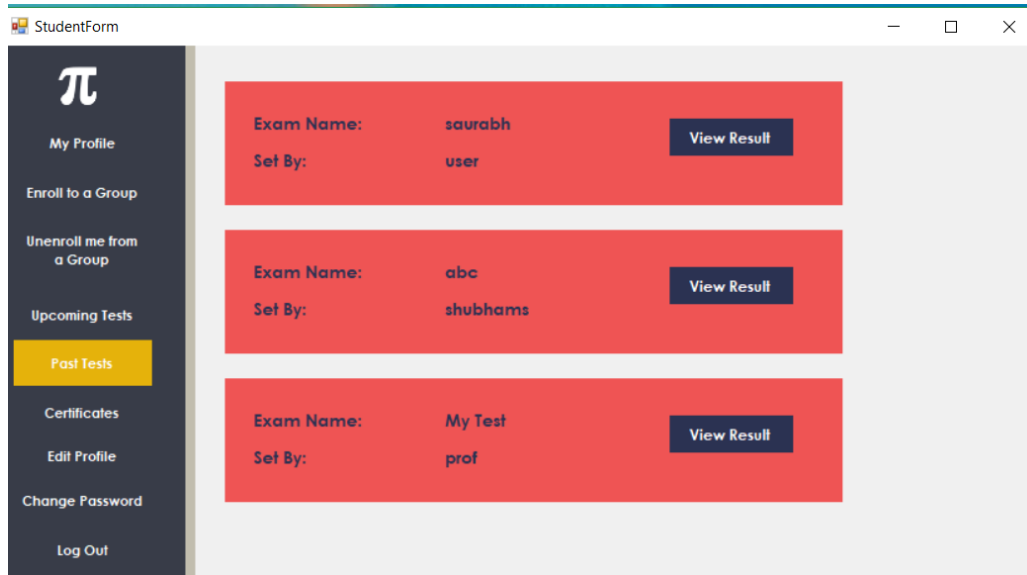 StudentForm
π
My Profile
Enroll to a Group
Unenroll me from
a Group
Upcoming Tests
Past Tests
Certificates
Edit Profile
Change Password
Log Out
Exam Name: saurabh
Set By: user
View Result
Exam Name: abc
Set By: shubhams
View Result
Exam Name: My Test
Set By: prof
View Result